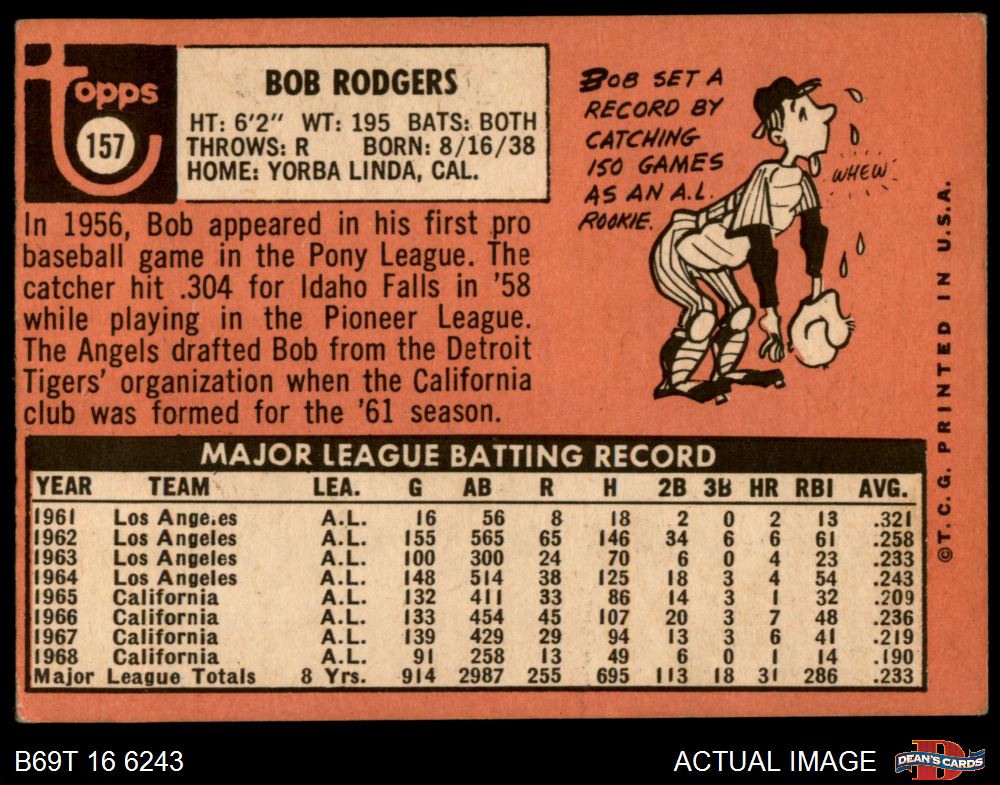 topps
157
BOB RODGERS
HT: 6'2" WT: 195 BATS: BOTH
THROWS: R BORN: 8/16/38
HOME: YORBA LINDA, CAL.
In 1956, Bob appeared in his first pro
baseball game in the Pony League. The
catcher hit .304 for Idaho Falls in '58
while playing in the Pioneer League.
The Angels drafted Bob from the Detroit
Tigers' organization when the California
club was formed for the '61 season.
BOB SET A
RECORD BY
CATCHING
150 GAMES
AS AN A.L.
ROOKIE.
WHEW
©T. C. G. PRINTED IN U.S.A.
MAJOR LEAGUE BATTING RECORD
YEAR TEAM LEA. G AB R H 2B 3B HR RBI AVG.
1961 Los Angeles A.L. 16 56 8 18 2 0 2 13 .321
1962 Los Angeles A.L. 155 565 65 146 34 6 6 61 .258
1963 Los Angeles A.L. 100 300 24 70 6 0 4 23 .233
1964 Los Angeles A.L. 148 514 38 125 18 3 4 54 .243
1965 California A.L. 132 411 33 86 14 3 1 32 .209
1966 California A.L. 133 454 45 107 20 3 7 48 .236
1967 California A.L. 139 429 29 94 13 3 6 41 .219
1968 California A.L. 91 258 13 49 6 0 1 14 .190
Major League Totals 8 Yrs. 914 2987 255 695 113 18 31 286 .233
B69T 16 6243
ACTUAL IMAGE
D
DEAN'S CARDS